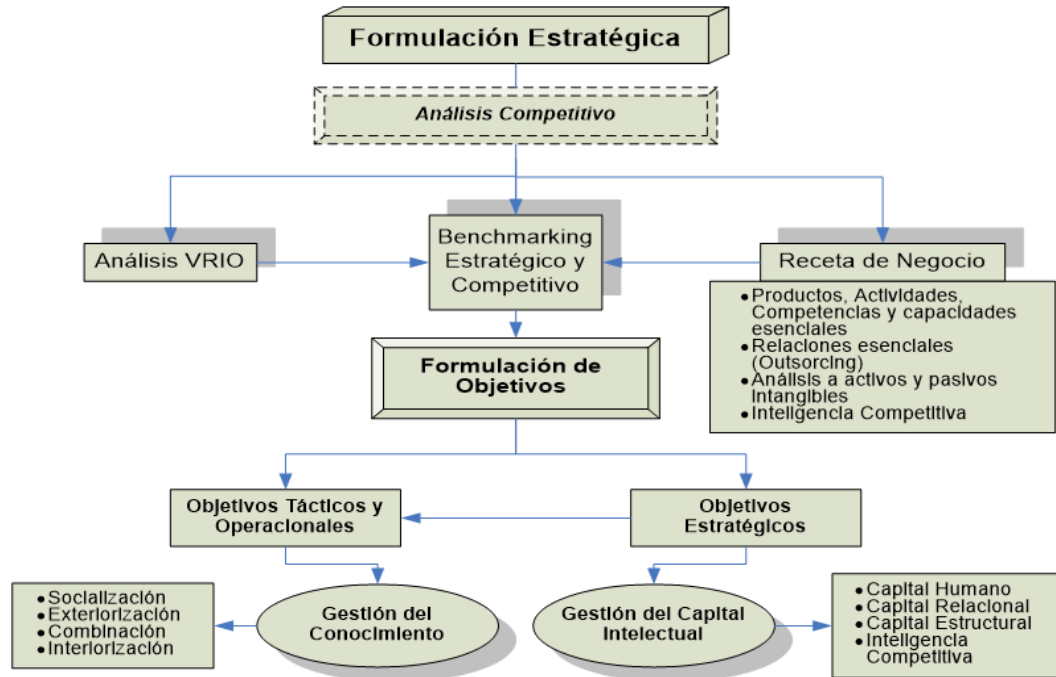 Formulación Estratégica
Análisis Competitivo
Análisis VRIO
Benchmarking
Estratégico y
Competitivo
Receta de Negocio
• Productos, Actividades,
Competencias y capacidades
esenciales
• Relaciones esenciales
(Outsorcing)
• Análisis a activos y pasivos
Intangibles
• Inteligencia Competitiva
Formulación de
Objetivos
Objetivos Tácticos y
Operacionales
Objetivos
Estratégicos
• Socialización
• Exteriorización
• Combinación
• Interiorización
Gestión del
Conocimiento
Gestión del Capital
Intelectual
• Capital Humano
• Capital Relacional
• Capital Estructural
• Inteligencia
Competitiva